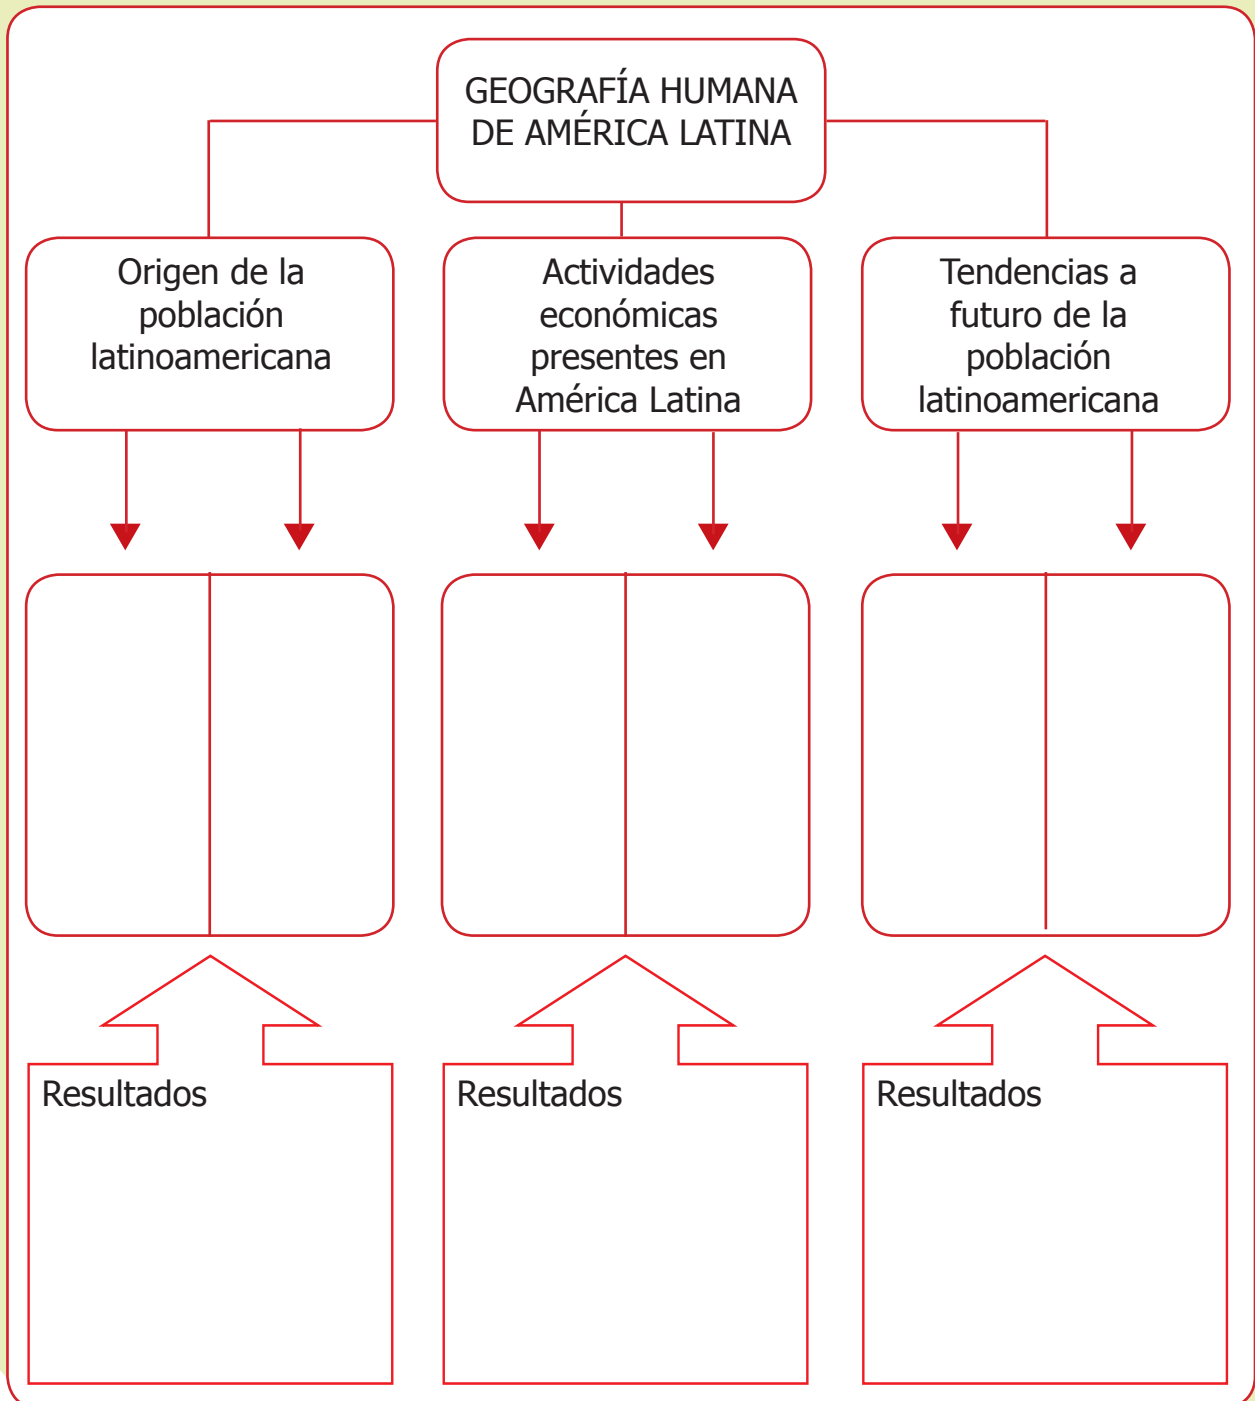 GEOGRAFÍA HUMANA
DE AMÉRICA LATINA
Origen de la
población
latinoamericana
Actividades
económicas
presentes en
América Latina
Tendencias a
futuro de la
población
latinoamericana
Resultados
Resultados
Resultados